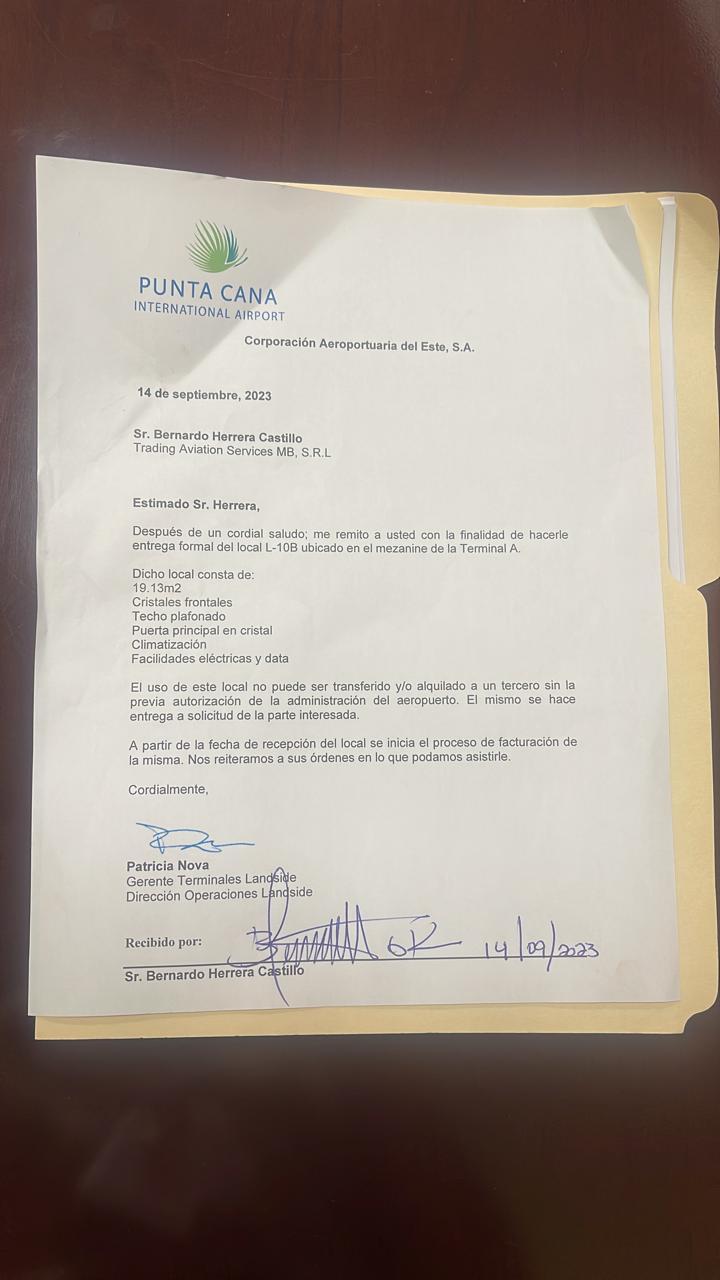 PUNTA CANA
INTERNATIONAL AIRPORT
Corporación Aeroportuaria del Este, S.A.
14 de septiembre, 2023
Sr. Bernardo Herrera Castillo
Trading Aviation Services MB, S.R.L
Estimado Sr. Herrera,
Después de un cordial saludo; me remito a usted con la finalidad de hacerle
entrega formal del local L-10B ubicado en el mezanine de la Terminal A.
Dicho local consta de:
19.13m2
Cristales frontales
Techo plafonado
Puerta principal en cristal
Climatización
Facilidades eléctricas y data
El uso de este local no puede ser transferido y/o alquilado a un tercero sin la
previa autorización de la administración del aeropuerto. El mismo se hace
entrega a solicitud de la parte interesada.
A partir de la fecha de recepción del local se inicia el proceso de facturación de
la misma. Nos reiteramos a sus órdenes en lo que podamos asistirle.
Cordialmente,
Patricia Nova
Gerente Terminales Landside
Dirección Operaciones Landside
Recibido por: 14/09/2023
Sr. Bernardo Herrera Castillo